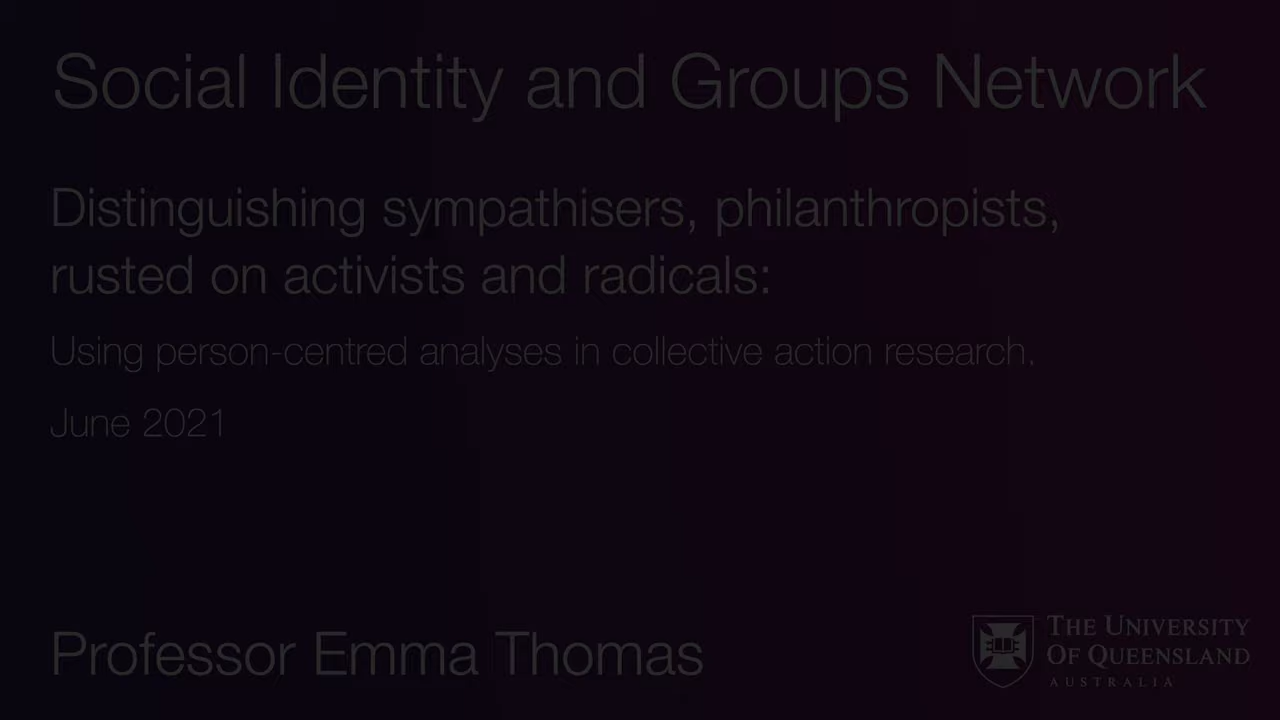 Social Identity and Groups Network
Distinguishing sympathisers, philanthropists,
rusted on activists and radicals:
Using person-centred analyses in collective action research.
June 2021
Professor Emma Thomas
THE UNIVERSITY
OF QUEENSLAND
AUSTRALIA